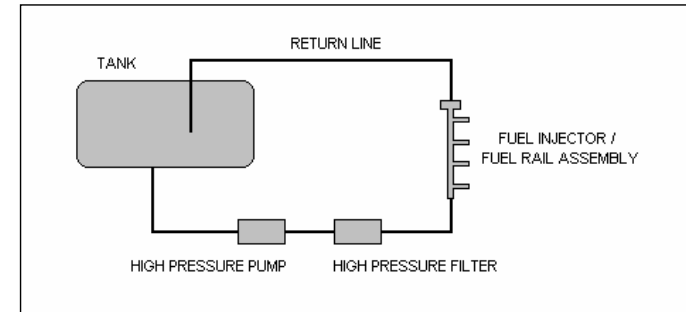 RETURN LINE
TANK
FUEL INJECTOR /
FUEL RAIL ASSEMBLY
HIGH PRESSURE PUMP
HIGH PRESSURE FILTER